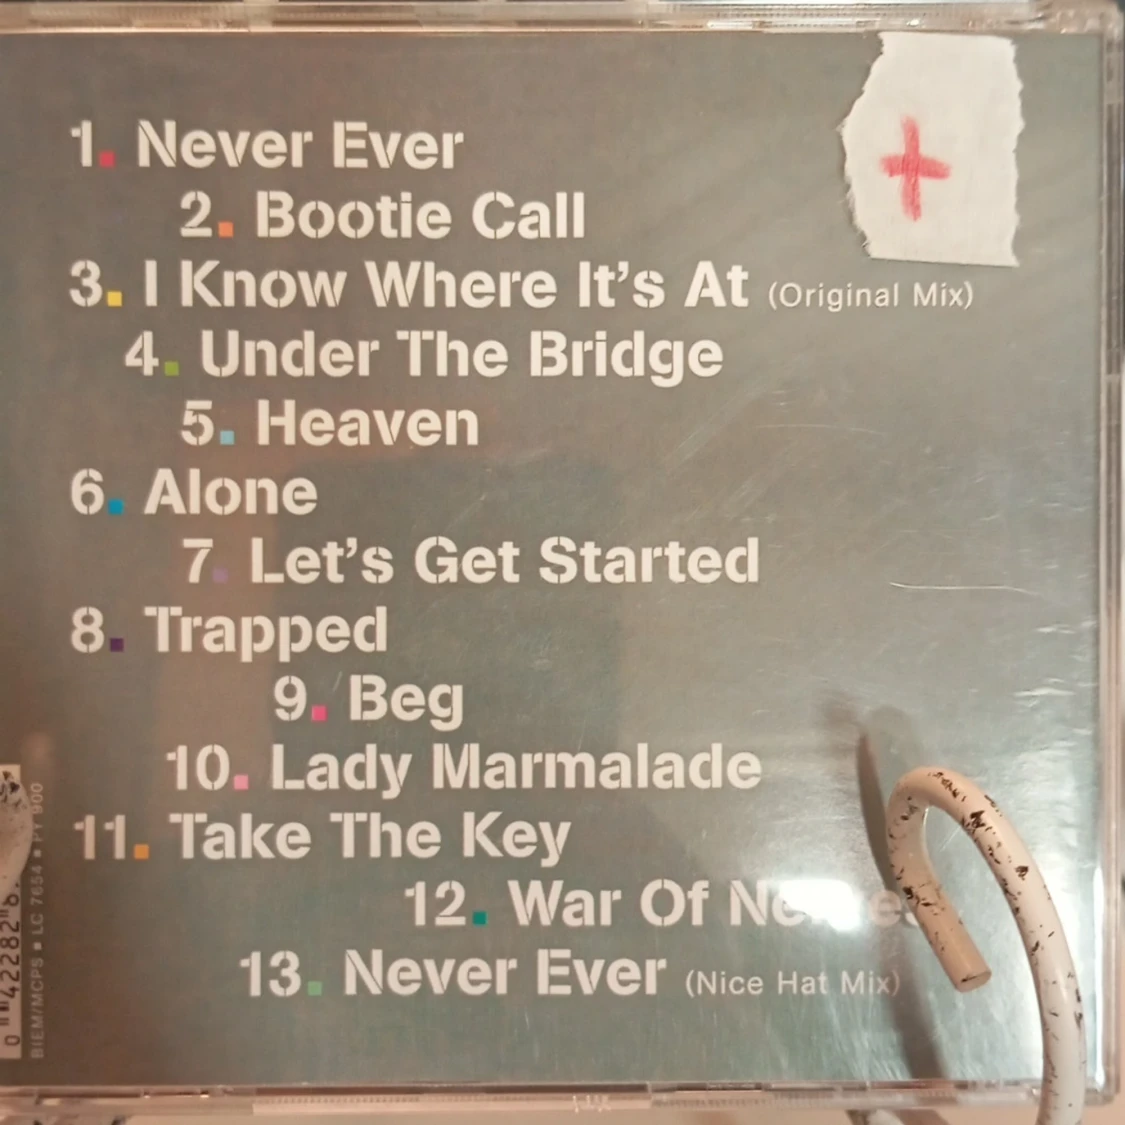 1. Never Ever
2. Bootie Call
3. I Know Where It's At (Original Mix)
4. Under The Bridge
5. Heaven
6. Alone
7. Let's Get Started
8. Trapped
9. Beg
10. Lady Marmalade
11. Take The Key
12. War Of
13. Never Ever (Nice Hat Mix)
+
BIEM/MCPS ■ LC 7654 ■
0 42282